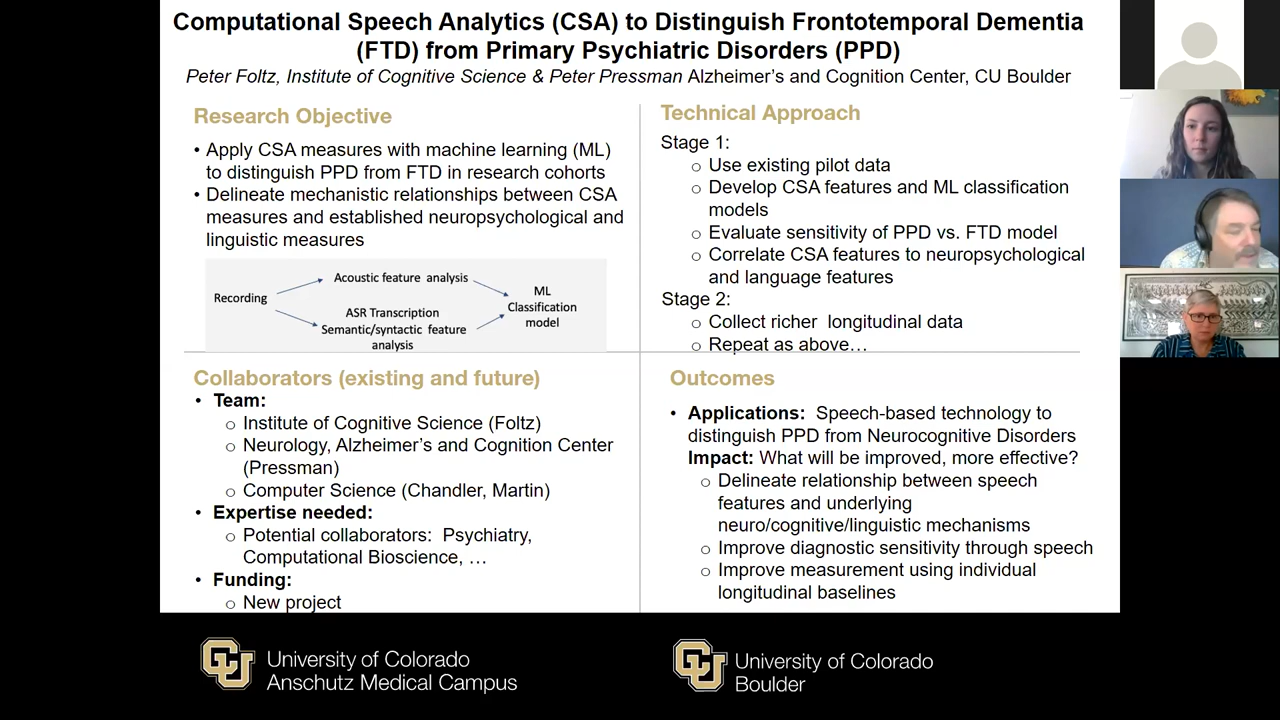 Computational Speech Analytics (CSA) to Distinguish Frontotemporal Dementia
(FTD) from Primary Psychiatric Disorders (PPD)
Peter Foltz, Institute of Cognitive Science & Peter Pressman Alzheimer's and Cognition Center, CU Boulder
Research Objective
• Apply CSA measures with machine learning (ML)
to distinguish PPD from FTD in research cohorts
• Delineate mechanistic relationships between CSA
measures and established neuropsychological and
linguistic measures
Recording
Acoustic feature analysis
ASR Transcription
Semantic/syntactic feature
analysis
ML
Classification
model
Technical Approach
Stage 1:
o Use existing pilot data
o Develop CSA features and ML classification
models
o Evaluate sensitivity of PPD vs. FTD model
o Correlate CSA features to neuropsychological
and language features
Stage 2:
o Collect richer longitudinal data
o Repeat as above…
Collaborators (existing and future)
• Team:
o Institute of Cognitive Science (Foltz)
o Neurology, Alzheimer's and Cognition Center
(Pressman)
o Computer Science (Chandler, Martin)
• Expertise needed:
o Potential collaborators: Psychiatry,
Computational Bioscience, …
• Funding:
o New project
Outcomes
• Applications: Speech-based technology to
distinguish PPD from Neurocognitive Disorders
Impact: What will be improved, more effective?
o Delineate relationship between speech
features and underlying
neuro/cognitive/linguistic mechanisms
o Improve diagnostic sensitivity through speech
o Improve measurement using individual
longitudinal baselines
CU
University of Colorado
Anschutz Medical Campus
CU
University of Colorado
Boulder